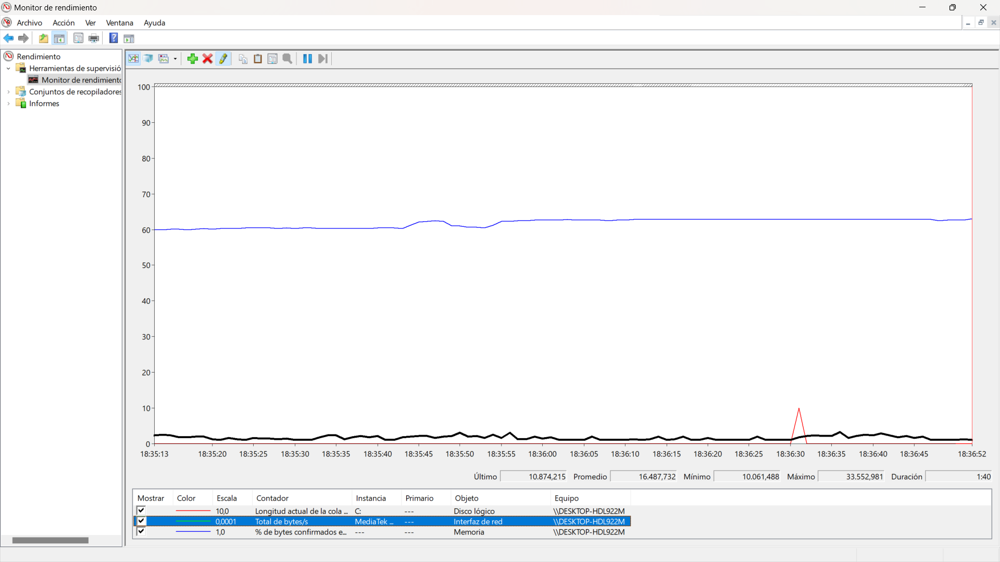 Monitor de rendimiento
Archivo Acción Ver Ventana Ayuda
Rendimiento
Herramientas de supervisió
Monitor de rendimiento
Conjuntos de recopiladores
Informes
100
90
80
70
60
50
40
30
20
10
0
18:35:13 18:35:20 18:35:25 18:35:30 18:35:35 18:35:40 18:35:45 18:35:50 18:35:55 18:36:00 18:36:05 18:36:10 18:36:15 18:36:20 18:36:25 18:36:30 18:36:35 18:36:40 18:36:45 18:36:52
Último 10.874,215 Promedio 16.487,732 Mínimo 10.061,488 Máximo 33.552,981 Duración 1:40
Mostrar Color Escala Contador Instancia Primario Objeto Equipo
10,0 Longitud actual de la cola ... C: --- Disco lógico \\DESKTOP-HDL922M
0,0001 Total de bytes/s MediaTek ... --- Interfaz de red \\DESKTOP-HDL922M
1,0 % de bytes confirmados e... --- --- Memoria \\DESKTOP-HDL922M